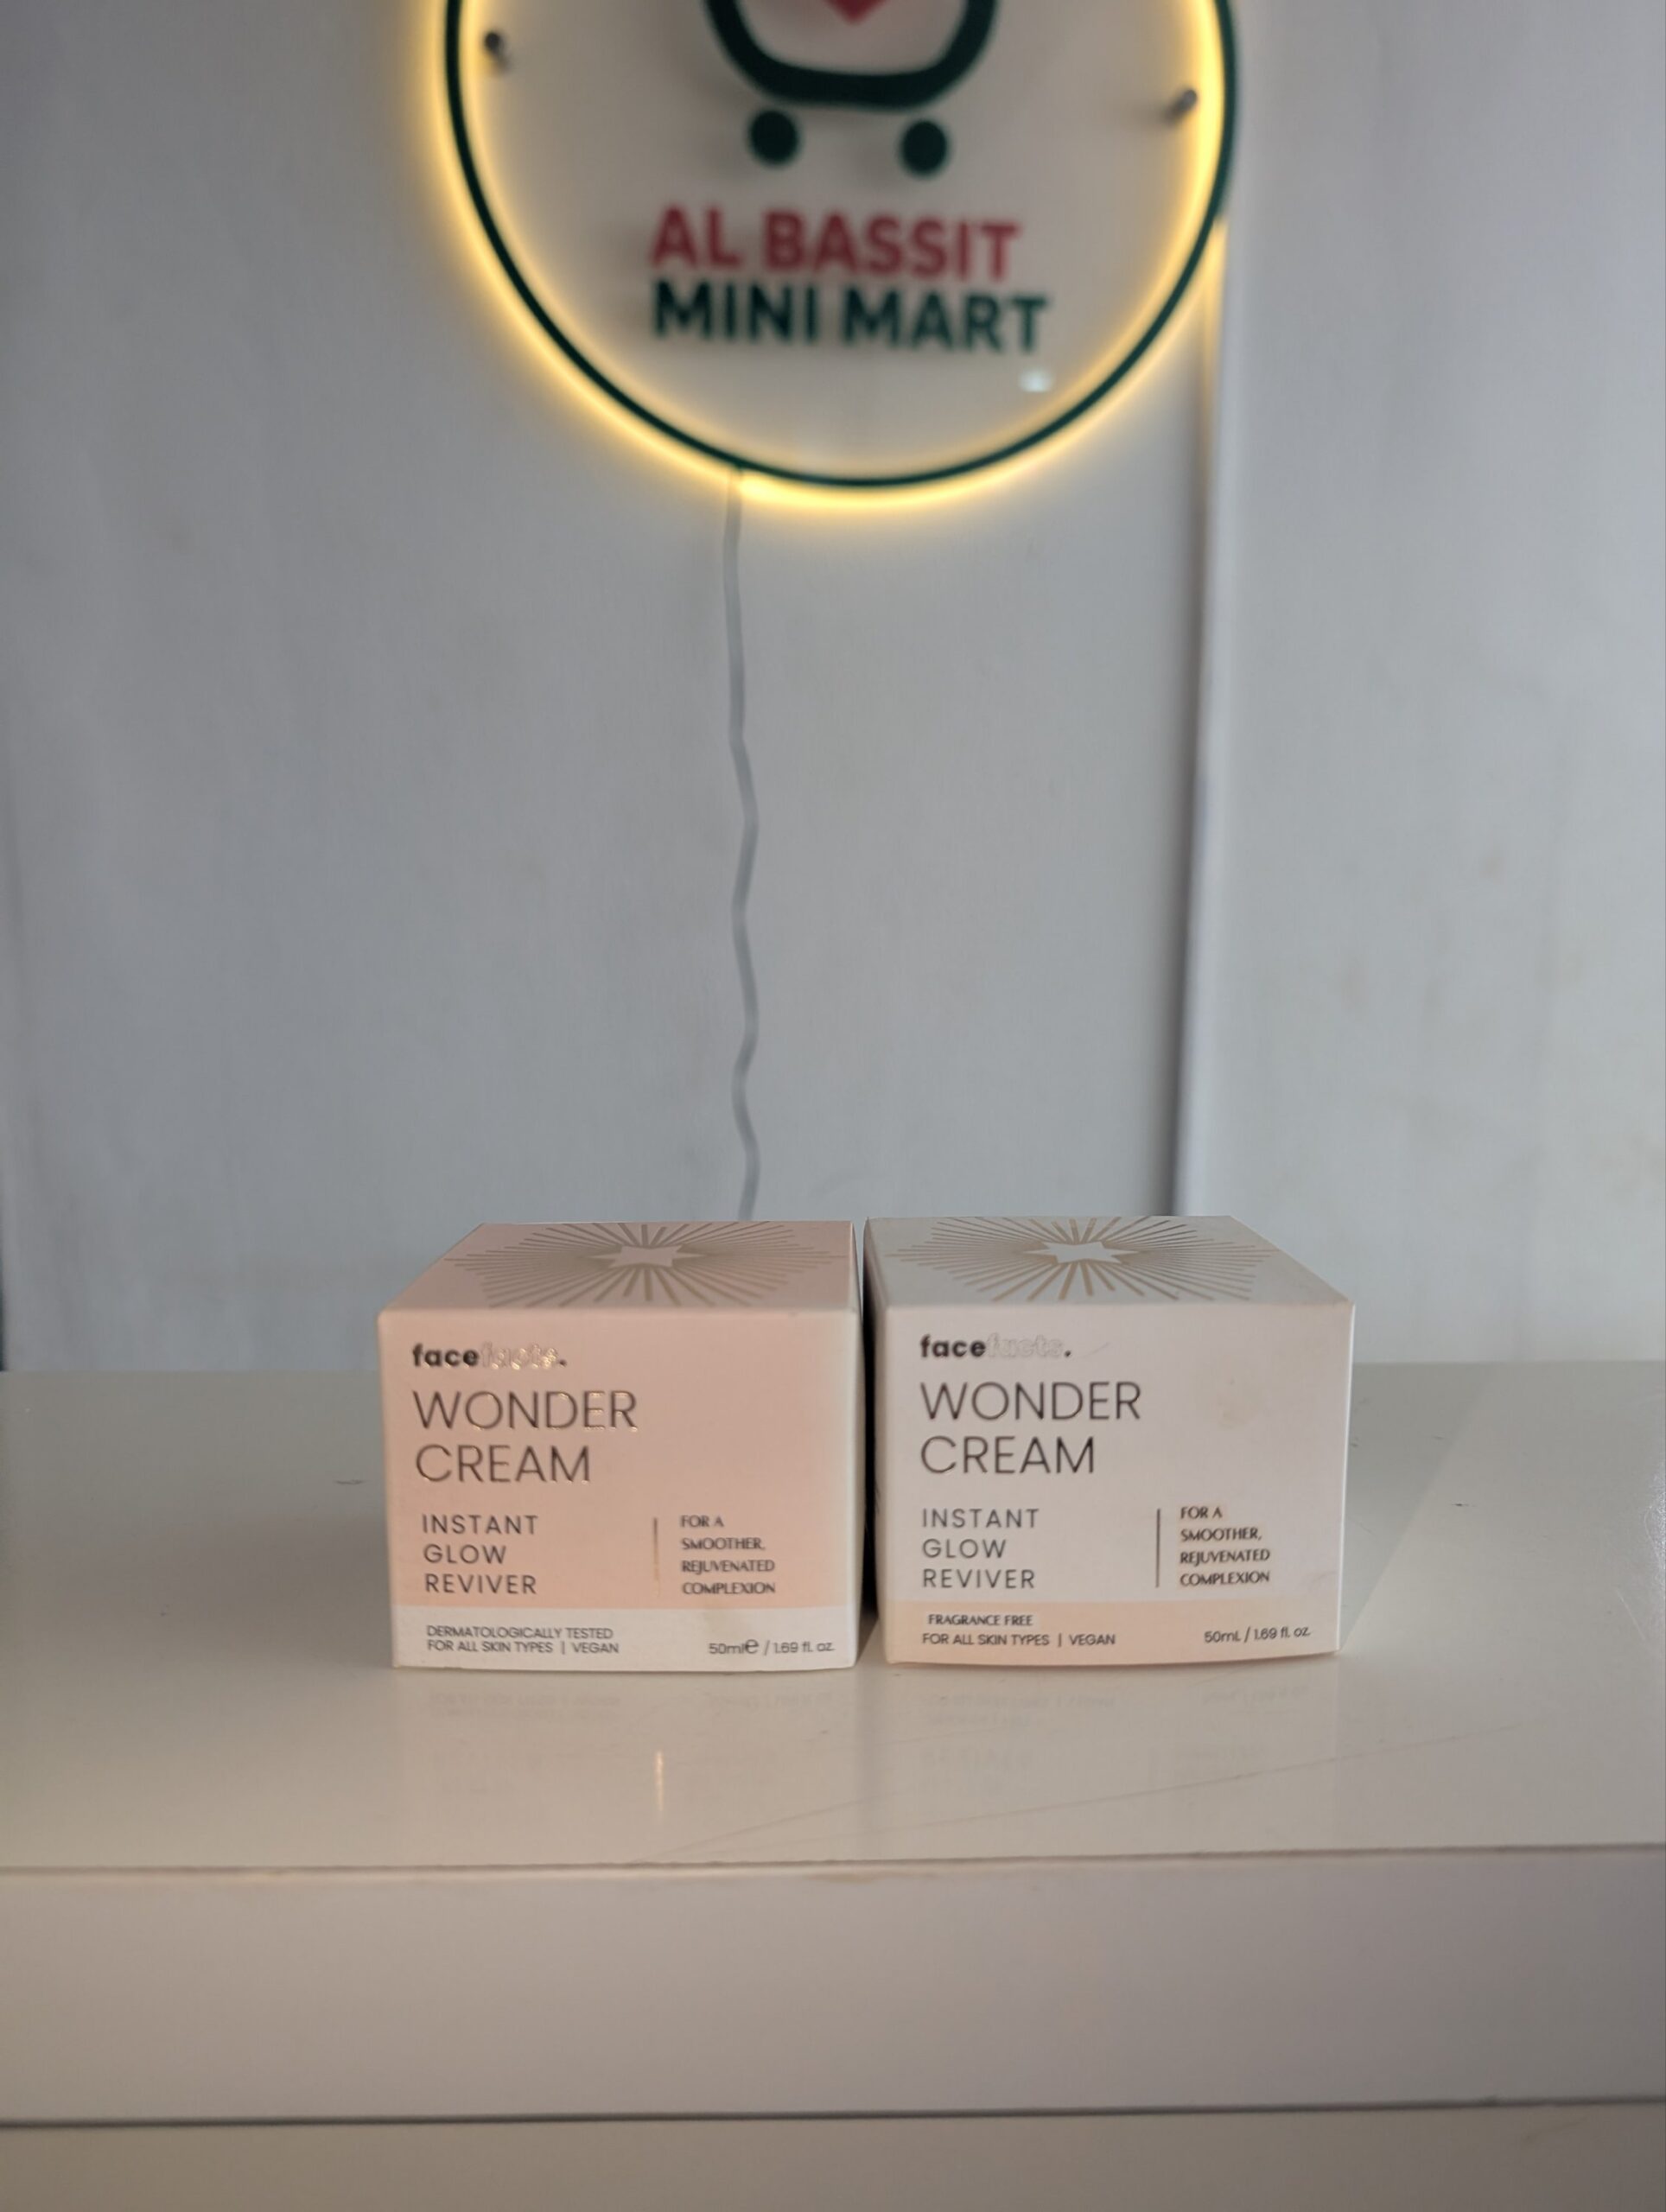 AL BASSIT
MINI MART
facefacts.
WONDER
CREAM
INSTANT
GLOW
REVIVER
FOR A
SMOOTHER,
REJUVENATED
COMPLEXION
DERMATOLOGICALLY TESTED
FOR ALL SKIN TYPES | VEGAN
50ml℮ / 1.69 fl. oz.
facefacts.
WONDER
CREAM
INSTANT
GLOW
REVIVER
FOR A
SMOOTHER,
REJUVENATED
COMPLEXION
FRAGRANCE FREE
FOR ALL SKIN TYPES | VEGAN
50mL / 1.69 fl. oz.